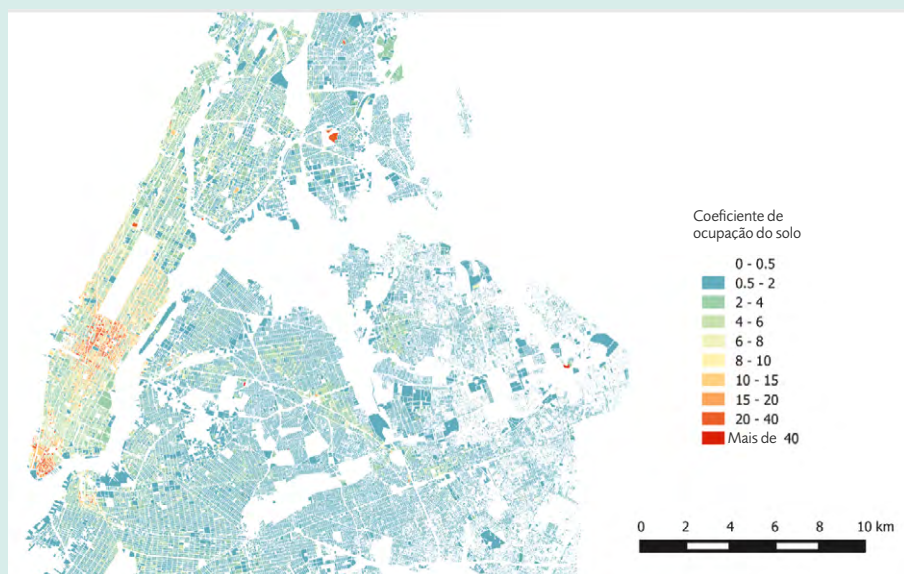 Coeficiente de
ocupação do solo
0 - 0.5
0.5 - 2
2 - 4
4 - 6
6 - 8
8 - 10
10 - 15
15 - 20
20 - 40
Mais de 40
0 2 4 6 8 10 km